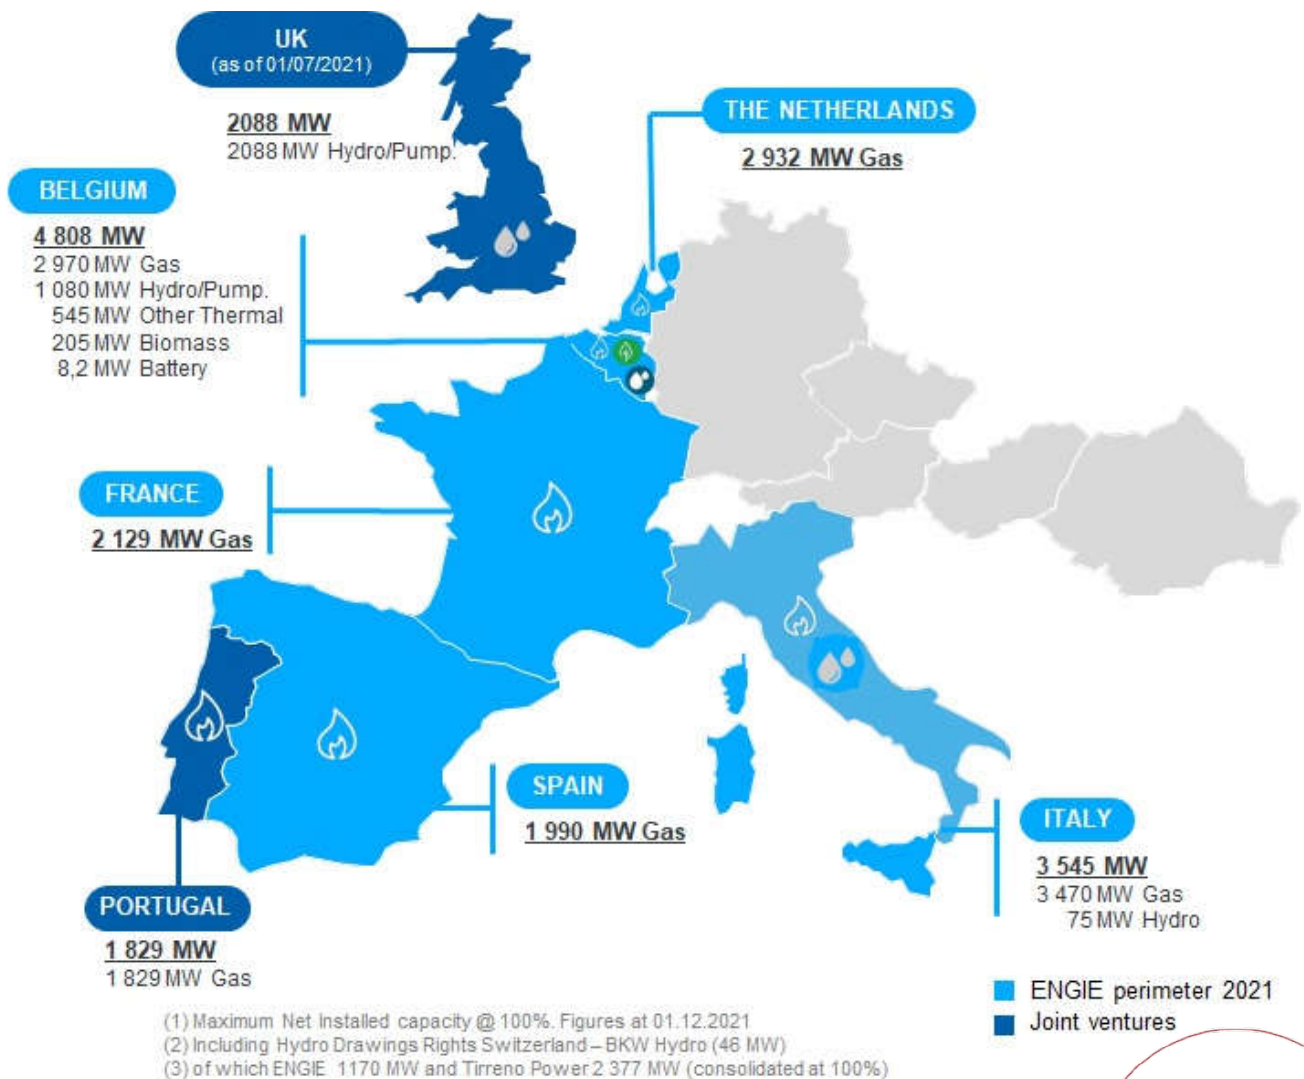 UK
(as of 01/07/2021)
2088 MW
2088 MW Hydro/Pump.
THE NETHERLANDS
2 932 MW Gas
BELGIUM
4 808 MW
2 970 MW Gas
1 080 MW Hydro/Pump.
545 MW Other Thermal
205 MW Biomass
8,2 MW Battery
FRANCE
2 129 MW Gas
SPAIN
1 990 MW Gas
ITALY
3 545 MW
3 470 MW Gas
75 MW Hydro
PORTUGAL
1 829 MW
1 829 MW Gas
ENGIE perimeter 2021
Joint ventures
(1) Maximum Net Installed capacity @ 100%. Figures at 01.12.2021
(2) Including Hydro Drawings Rights Switzerland – BKW Hydro (46 MW)
(3) of which ENGIE 1170 MW and Tirreno Power 2 377 MW (consolidated at 100%)